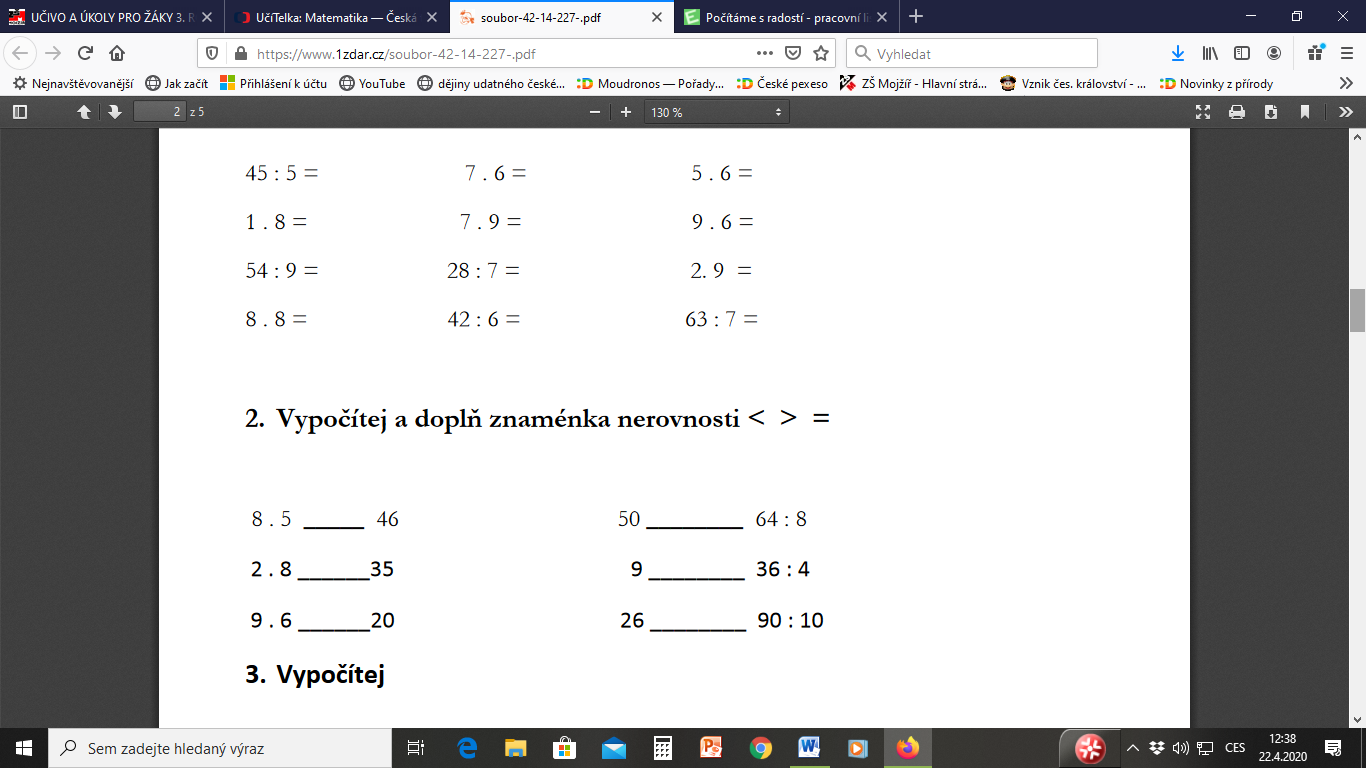 UČIVO A ÚKOLY PRO ŽÁKY 3. R
UčíTelka: Matematika — Česká
soubor-42-14-227-.pdf
Počítáme s radostí - pracovní li
https://www.1zdar.cz/soubor-42-14-227-.pdf
Vyhledat
Nejnavštěvovanější
Jak začít
Přihlášení k účtu
YouTube
dějiny udatného české...
Moudronos — Pořady...
České pexeso
ZŠ Mojžíř - Hlavní strá...
Vznik čes. království - ...
Novinky z přírody
2 z 5
130 %
45 : 5 = 7 . 6 = 5 . 6 =
1 . 8 = 7 . 9 = 9 . 6 =
54 : 9 = 28 : 7 = 2. 9 =
8 . 8 = 42 : 6 = 63 : 7 =
2. Vypočítej a doplň znaménka nerovnosti < > =
8 . 5 _____ 46 50 ________ 64 : 8
2 . 8 ______35 9 ________ 36 : 4
9 . 6 ______20 26 ________ 90 : 10
3. Vypočítej
Sem zadejte hledaný výraz
CES
12:38
22.4.2020